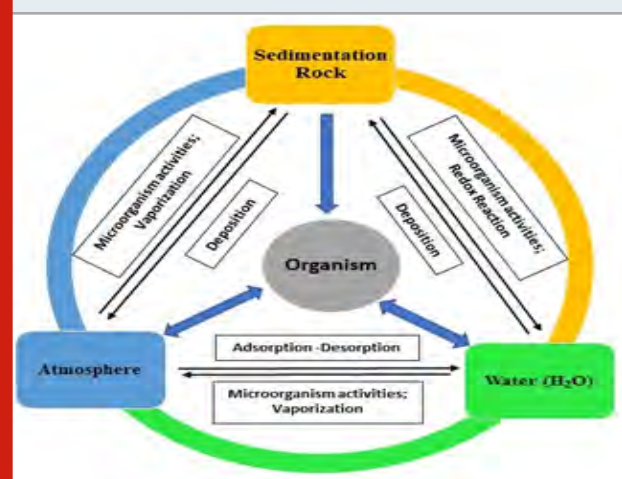 Sedimentation
Rock
Microorganism activities;
Vaporization
Deposition
Deposition
Microorganism activities;
Redox Reaction
Organism
Atmosphere
Adsorption -Desorption
Microorganism activities;
Vaporization
Water (H₂O)